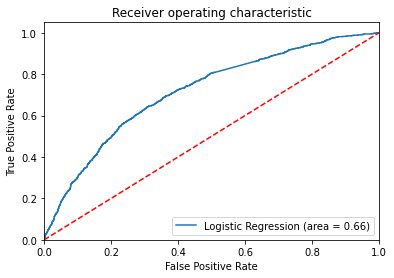 Receiver operating characteristic
True Positive Rate
1.0
0.8
0.6
0.4
0.2
0.0
Logistic Regression (area = 0.66)
0.0 0.2 0.4 0.6 0.8 1.0
False Positive Rate